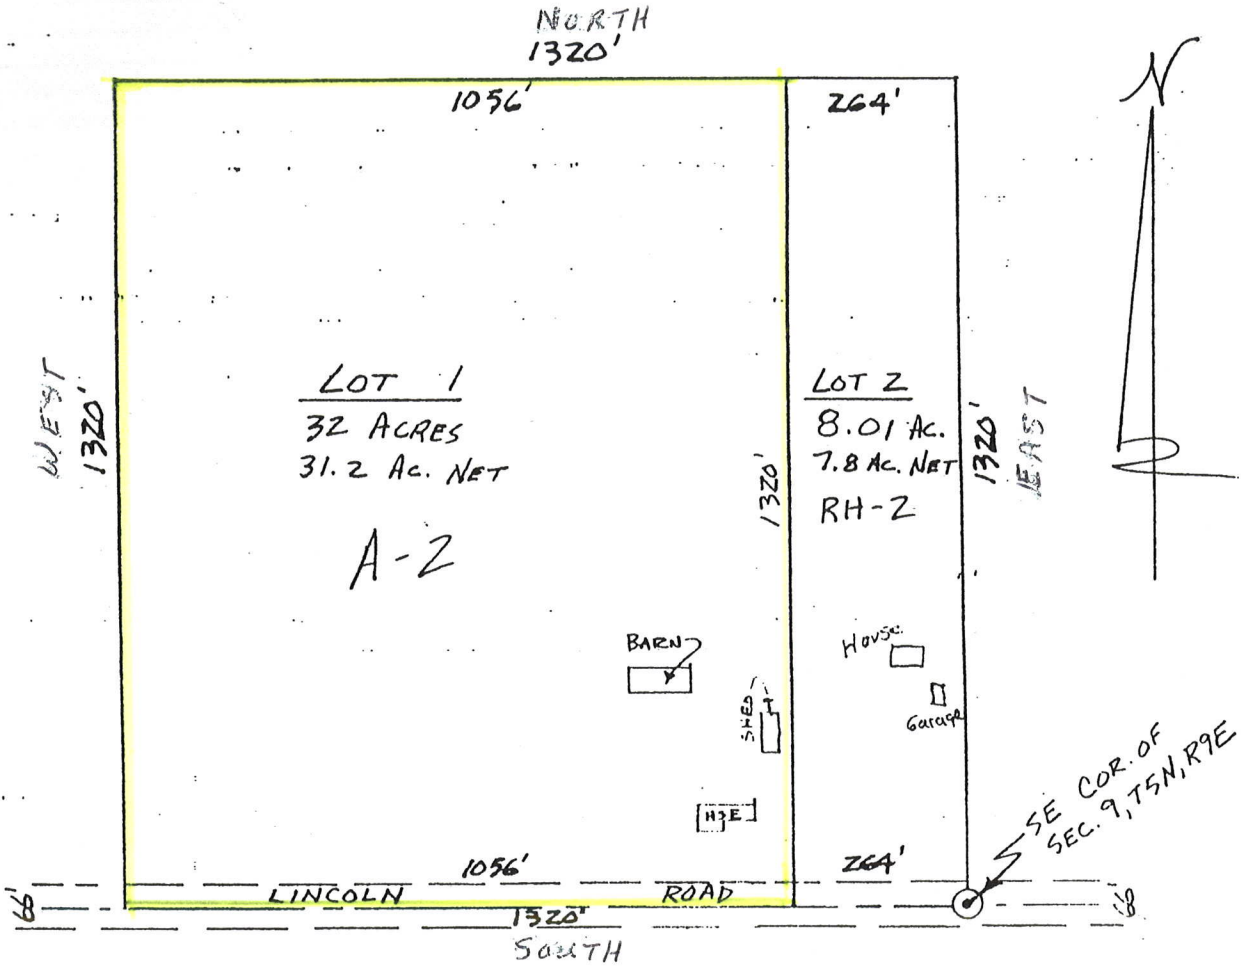 NORTH
1320'
1056'
264'
N
WEST
1320'
LOT 1
32 ACRES
31.2 AC. NET
A-2
1320'
LOT 2
8.01 AC.
7.8 AC. NET
RH-2
1320'
EAST
BARN
SHED
House
Garage
HSE
SE COR. OF
SEC. 9, T5N, R9E
1056'
264'
66'
LINCOLN ROAD
1320'
SOUTH